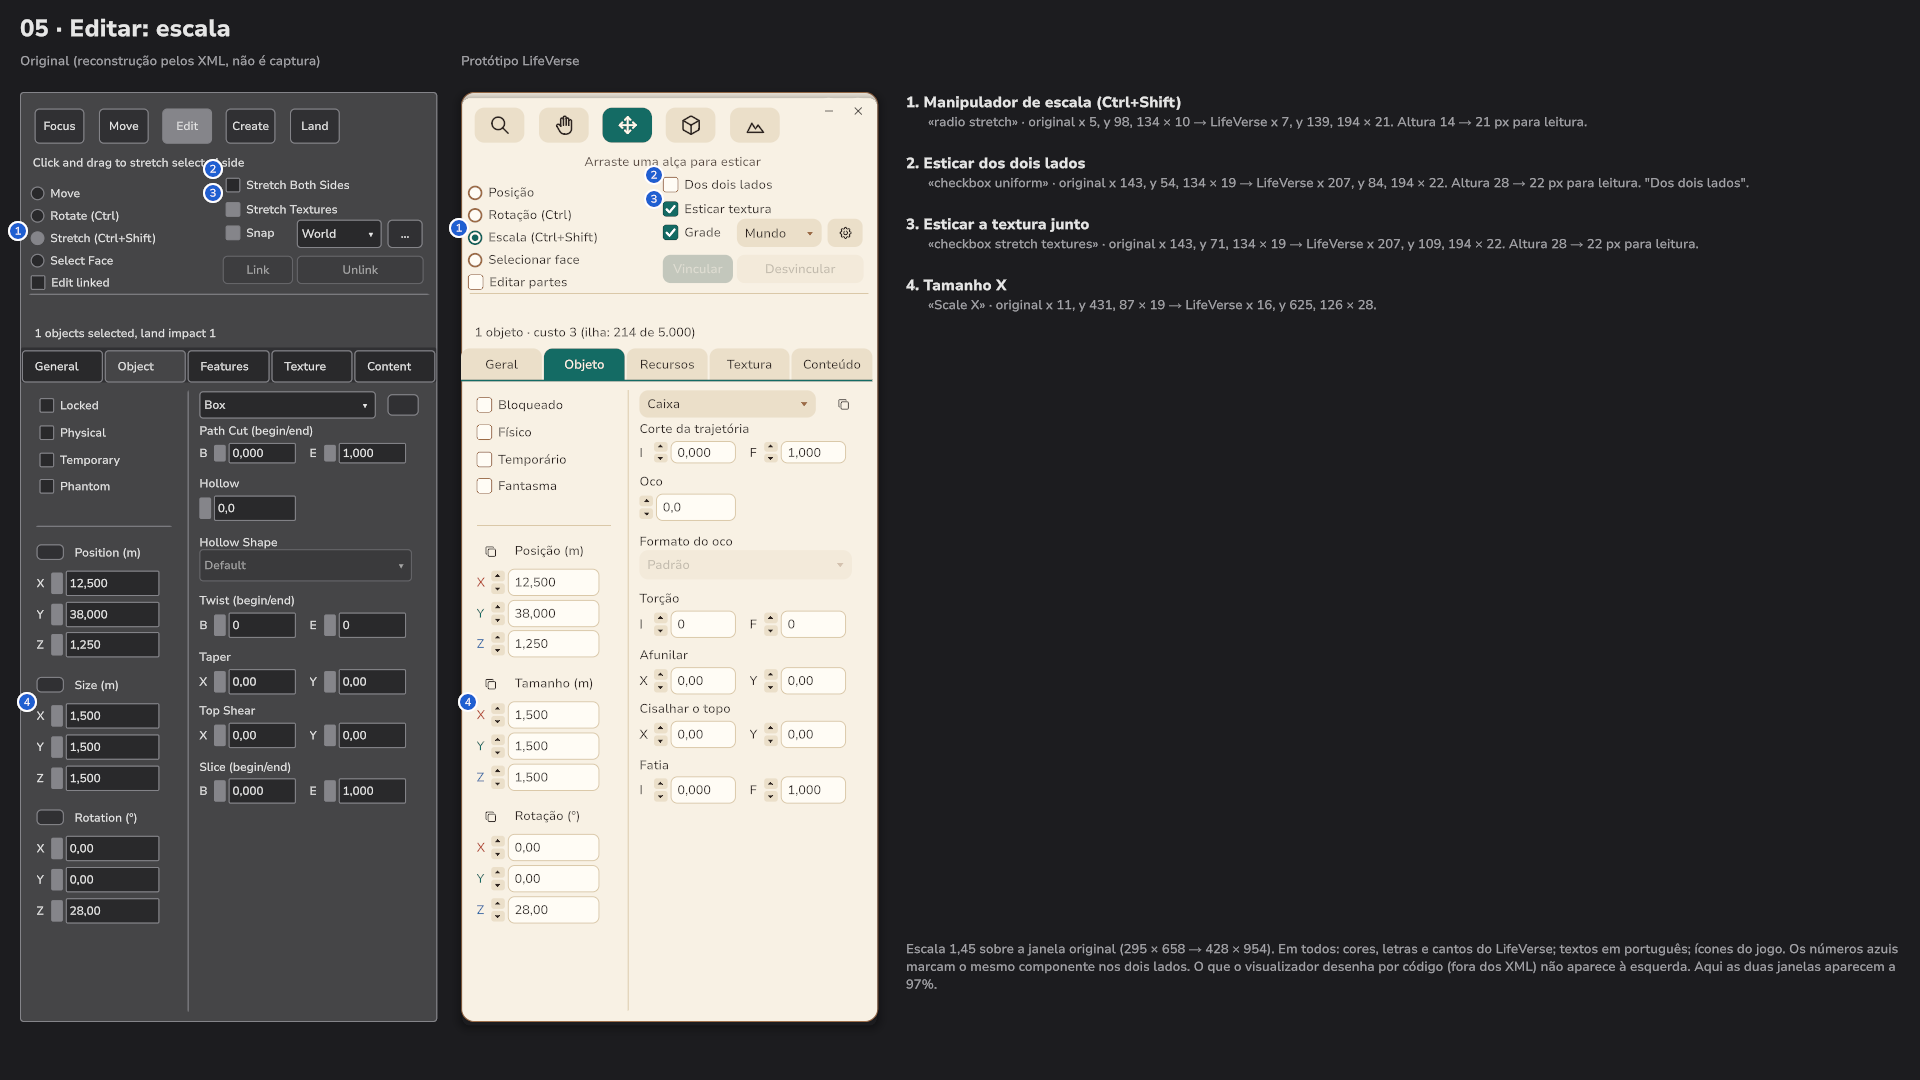 05 · Editar: escala
Original (reconstrução pelos XML, não é captura)
Protótipo LifeVerse
Focus
Move
Edit
Create
Land
Click and drag to stretch selected side
2
Stretch Both Sides
3
Move
Stretch Textures
Rotate (Ctrl)
Snap
World
...
1
Stretch (Ctrl+Shift)
Select Face
Link
Unlink
Edit linked
1 objects selected, land impact 1
General
Object
Features
Texture
Content
Locked
Physical
Temporary
Phantom
Position (m)
X 12,500
Y 38,000
Z 1,250
Size (m)
4
X 1,500
Y 1,500
Z 1,500
Rotation (º)
X 0,00
Y 0,00
Z 28,00
Box
Path Cut (begin/end)
B 0,000 E 1,000
Hollow
0,0
Hollow Shape
Default
Twist (begin/end)
B 0 E 0
Taper
X 0,00 Y 0,00
Top Shear
X 0,00 Y 0,00
Slice (begin/end)
B 0,000 E 1,000
Arraste uma alça para esticar
2
Dos dois lados
Posição
3
Esticar textura
Rotação (Ctrl)
1
Escala (Ctrl+Shift)
Grade
Mundo
Selecionar face
Vincular
Desvincular
Editar partes
1 objeto · custo 3 (ilha: 214 de 5.000)
Geral
Objeto
Recursos
Textura
Conteúdo
Bloqueado
Físico
Temporário
Fantasma
Posição (m)
X 12,500
Y 38,000
Z 1,250
Tamanho (m)
4
X 1,500
Y 1,500
Z 1,500
Rotação (º)
X 0,00
Y 0,00
Z 28,00
Caixa
Corte da trajetória
I 0,000 F 1,000
Oco
0,0
Formato do oco
Padrão
Torção
I 0 F 0
Afunilar
X 0,00 Y 0,00
Cisalhar o topo
X 0,00 Y 0,00
Fatia
I 0,000 F 1,000
1. Manipulador de escala (Ctrl+Shift)
«radio stretch» · original x 5, y 98, 134 × 10 → LifeVerse x 7, y 139, 194 × 21. Altura 14 → 21 px para leitura.
2. Esticar dos dois lados
«checkbox uniform» · original x 143, y 54, 134 × 19 → LifeVerse x 207, y 84, 194 × 22. Altura 28 → 22 px para leitura. "Dos dois lados".
3. Esticar a textura junto
«checkbox stretch textures» · original x 143, y 71, 134 × 19 → LifeVerse x 207, y 109, 194 × 22. Altura 28 → 22 px para leitura.
4. Tamanho X
«Scale X» · original x 11, y 431, 87 × 19 → LifeVerse x 16, y 625, 126 × 28.
Escala 1,45 sobre a janela original (295 × 658 → 428 × 954). Em todos: cores, letras e cantos do LifeVerse; textos em português; ícones do jogo. Os números azuis
marcam o mesmo componente nos dois lados. O que o visualizador desenha por código (fora dos XML) não aparece à esquerda. Aqui as duas janelas aparecem a
97%.